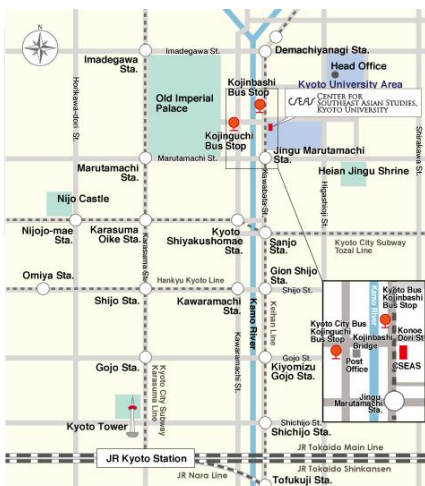 Imadegawa St.
Imadegawa
Sta.
Demachiyanagi Sta.
Head Office
Kojinbashi
Bus Stop
Kyoto University Area
CENTER FOR
SOUTHEAST ASIAN STUDIES,
KYOTO UNIVERSITY
Horikawa-dori St.
Old Imperial
Palace
Kojinguchi
Bus Stop
Shirakawa St.
Marutamachi
Sta.
Marutamachi St.
Jingu Marutamachi
Sta.
Heian Jingu Shrine
Kawabata St.
Higashioji St.
Nijo Castle
Nijojo-mae
Sta.
Karasuma
Oike Sta.
Karasuma St.
Kyoto
Shiyakushomae
Sta.
Sanjo
Sta.
Kyoto City Subway
Tozai Line
Omiya Sta.
Hankyu Kyoto Line
Gion Shijo
Sta.
Shijo Sta.
Kawaramachi
Sta.
Shijo St.
Kamo River
Keihan Line
Kawaramachi St.
Kyoto Bus
Kojinbashi
Bus Stop
Kyoto City Bus
Kojinguchi
Bus Stop
Kamo River
Kojinbashi
Bridge
Konoe
Dori St
Post
Office
CSEAS
Jingu
Marutamachi
Sta.
Gojo Sta.
Gojo St.
Kiyomizu
Gojo Sta.
Kyoto City Subway
Karasuma Line
Kyoto Tower
Shichijo St.
Shichijo Sta.
JR Tokaido Main Line
JR Kyoto Station
JR Tokaido Shinkansen
JR Nara Line
Tofukuji Sta.